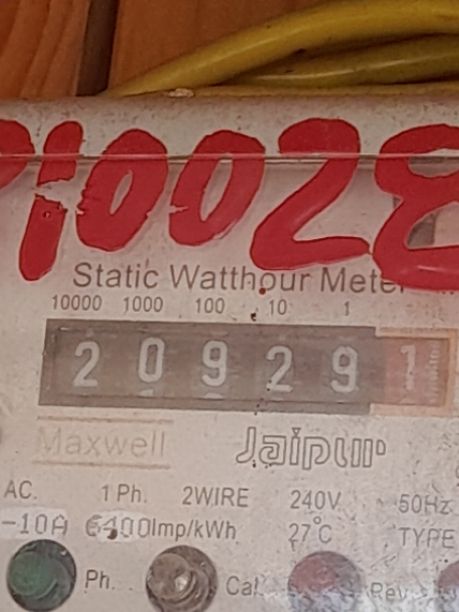 P10028
Static Watthour Meter
10000 1000 100 10 1
2 0 9 2 9 1
Maxwell Jaipur
AC. 1 Ph. 2WIRE 240V 50Hz
-10A 6400Imp/kWh 27°C TYPE
Ph. Cal. Rev.